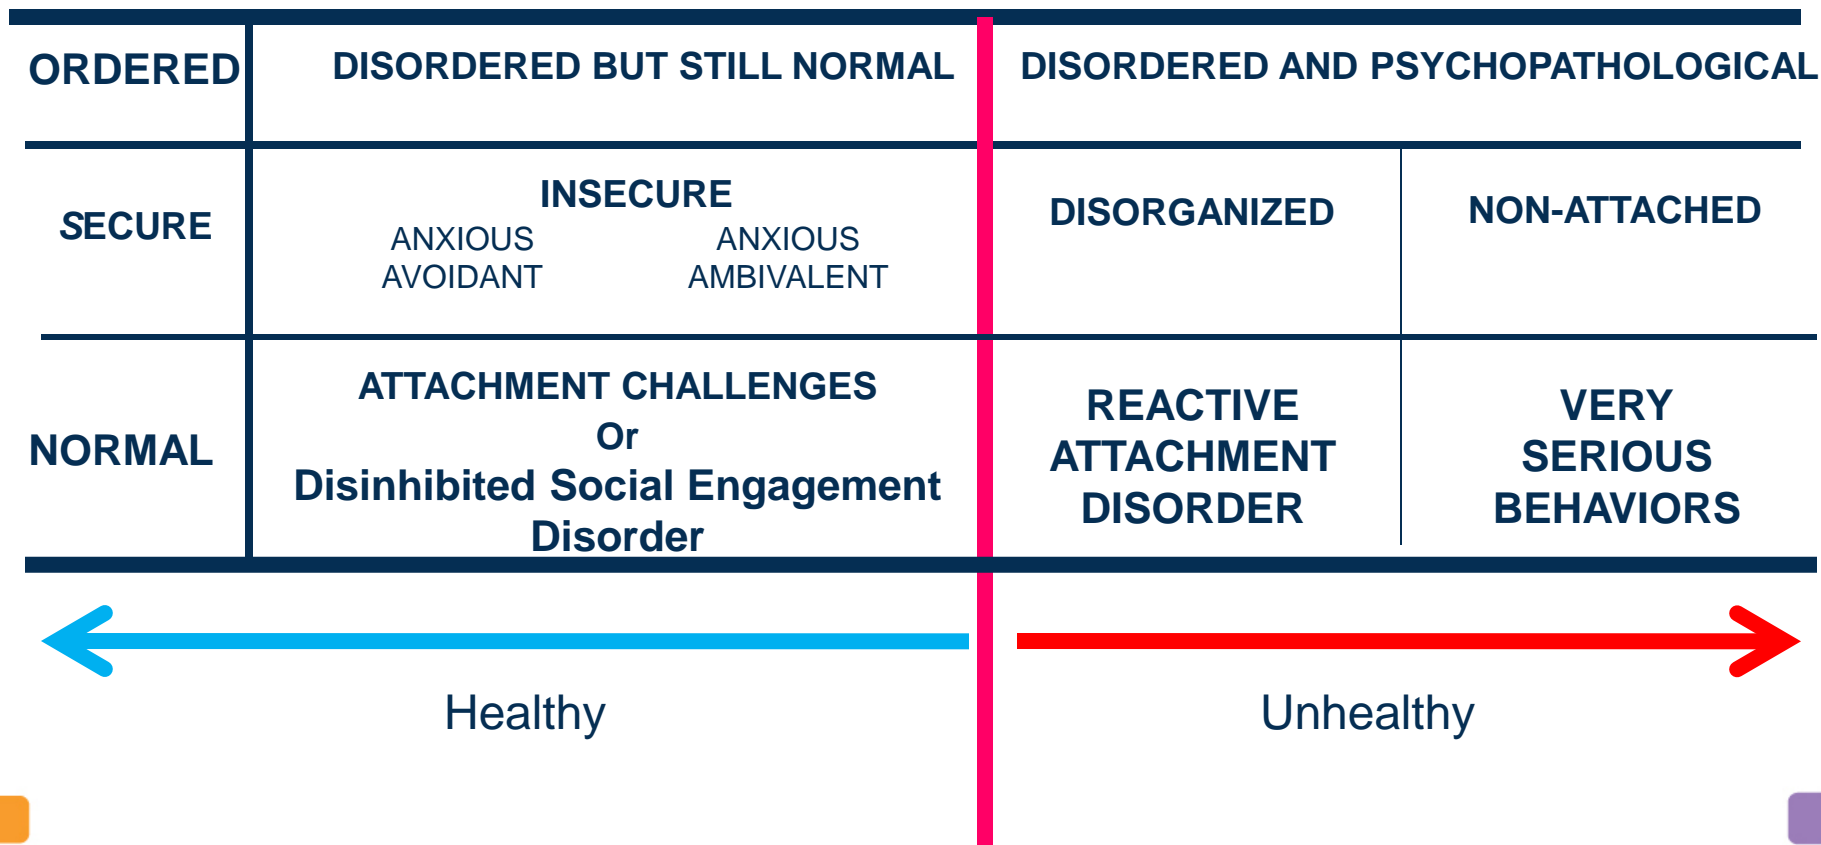 ORDERED
DISORDERED BUT STILL NORMAL
DISORDERED AND PSYCHOPATHOLOGICAL
SECURE
INSECURE
ANXIOUS
AVOIDANT
ANXIOUS
AMBIVALENT
DISORGANIZED
NON-ATTACHED
NORMAL
ATTACHMENT CHALLENGES
Or
Disinhibited Social Engagement
Disorder
REACTIVE
ATTACHMENT
DISORDER
VERY
SERIOUS
BEHAVIORS
Healthy
Unhealthy